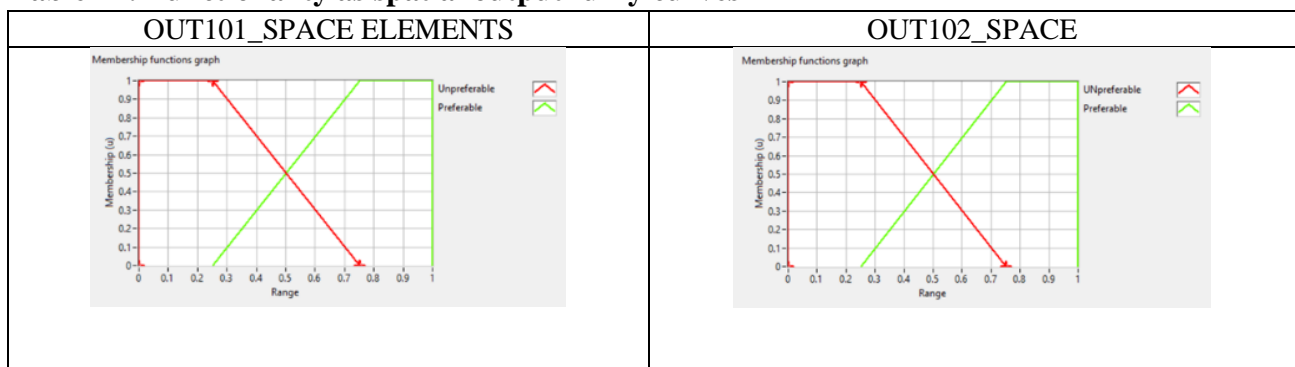 OUT101_SPACE ELEMENTS
OUT102_SPACE
Membership functions graph
Unpreferable
Preferable
Membership (u)
1
0.9
0.8
0.7
0.6
0.5
0.4
0.3
0.2
0.1
0
0 0.1 0.2 0.3 0.4 0.5 0.6 0.7 0.8 0.9 1
Range
Membership functions graph
UNpreferable
Preferable
Membership (u)
1
0.9
0.8
0.7
0.6
0.5
0.4
0.3
0.2
0.1
0
0 0.1 0.2 0.3 0.4 0.5 0.6 0.7 0.8 0.9 1
Range